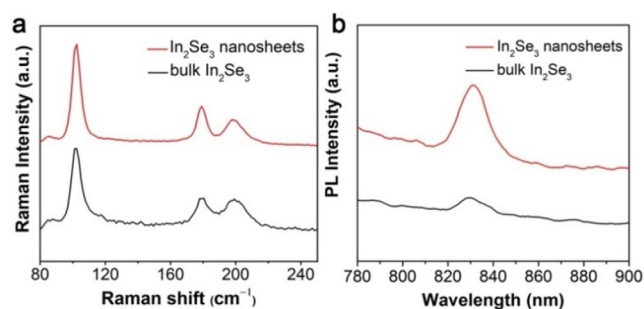 a
Raman Intensity (a.u.)
In₂Se₃ nanosheets
bulk In₂Se₃
80 120 160 200 240
Raman shift (cm⁻¹)
b
PL Intensity (a.u.)
In₂Se₃ nanosheets
bulk In₂Se₃
780 800 820 840 860 880 900
Wavelength (nm)